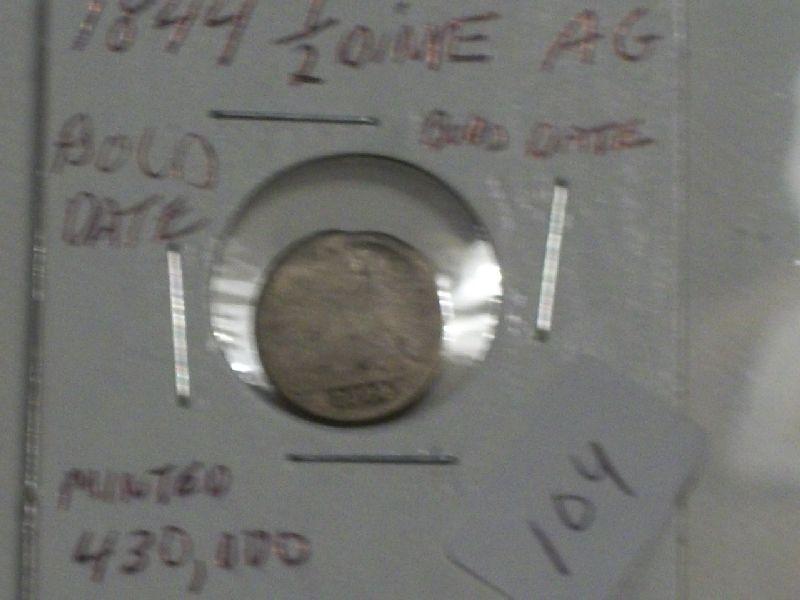 1844 1/2 DIME AG
BOLD DATE
BOLD DATE
MINTED
430,000
104